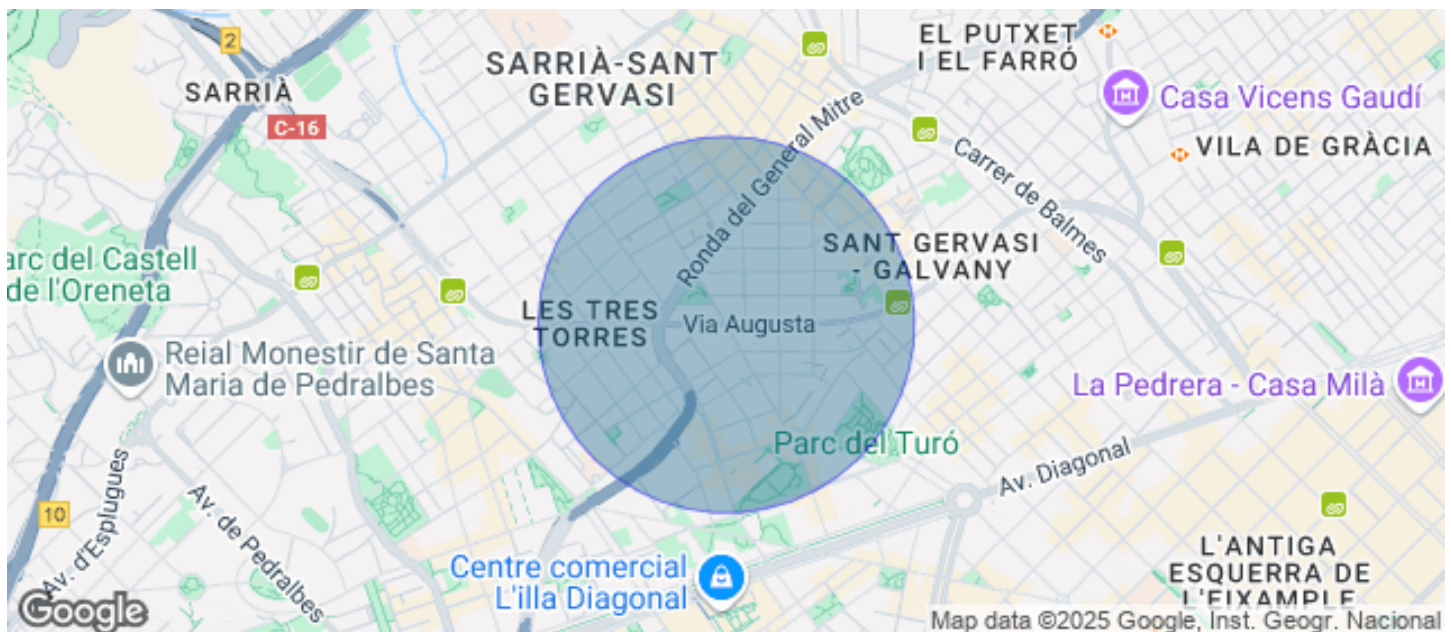 EL PUTXET
I EL FARRÓ
2
SARRIÀ-SANT
GERVASI
SARRIÀ
C-16
Casa Vicens Gaudí
Ronda del General Mitre
Carrer de Balmes
VILA DE GRÀCIA
SANT GERVASI
- GALVANY
arc del Castell
de l'Oreneta
LES TRES
TORRES
Via Augusta
Reial Monestir de Santa
Maria de Pedralbes
La Pedrera - Casa Milà
Parc del Turó
Av. Diagonal
10
Av. d'Esplugues
Av. de Pedralbes
Centre comercial
L'illa Diagonal
L'ANTIGA
ESQUERRA DE
L'EIXAMPLE
Google
Map data ©2025 Google, Inst. Geogr. Nacional